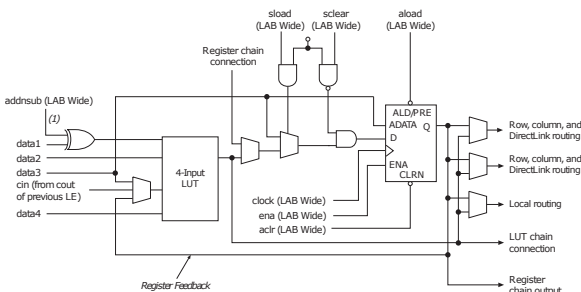 sload
(LAB Wide)
sclear
(LAB Wide)
aload
(LAB Wide)
Register chain
connection
addnsub (LAB Wide)
(1)
data1
data2
data3
cin (from cout
of previous LE)
data4
4-Input
LUT
ALD/PRE
ADATA
Q
D
ENA
CLRN
clock (LAB Wide)
ena (LAB Wide)
aclr (LAB Wide)
Row, column, and
DirectLink routing
Row, column, and
DirectLink routing
Local routing
LUT chain
connection
Register
chain output
Register Feedback